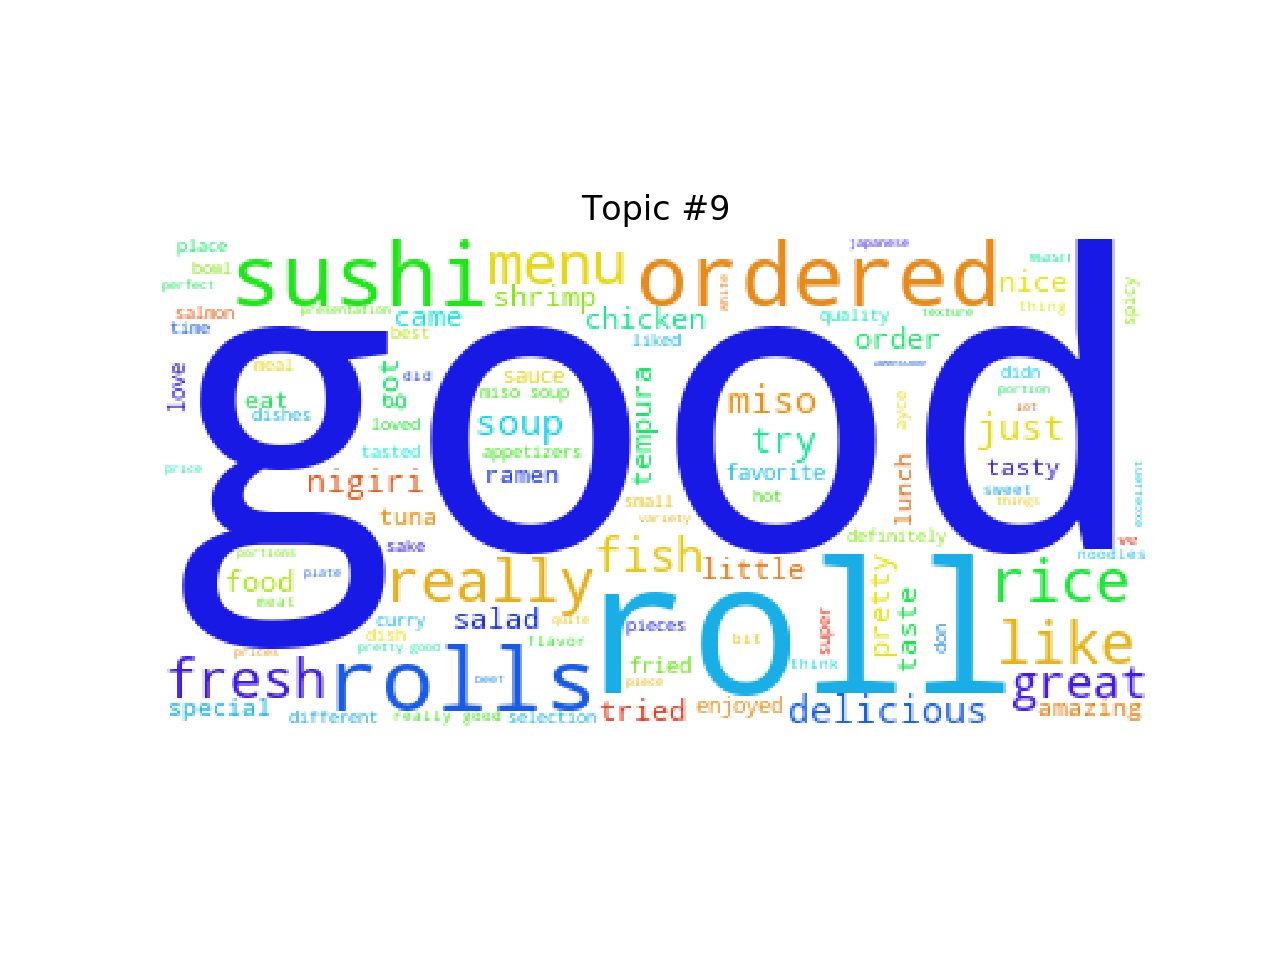 Topic #9
place
sushi
menu
ordered
japanese
wasn
bowl
perfect
shrimp
white
nice
thing
spicy
salmon
presentation
came
chicken
quality
texture
time
best
liked
order
love
meal
got
did
sauce
miso soup
tempura
good
miso
didn
portion
eat
dishes
loved
soup
try
ayce
lot
just
tasted
appetizers
price
nigiri
ramen
favorite
hot
lunch
tasty
sweet
things
excellent
tuna
small
variety
definitely
sake
ve
noodles
portions
food
plate
meat
really
fish
little
pretty
taste
rice
curry
salad
quite
pieces
roll
bit
super
don
like
dish
pretty good
flavor
prices
fresh
rolls
beer
fried
piece
think
great
special
different
really good
selection
tried
enjoyed
delicious
amazing